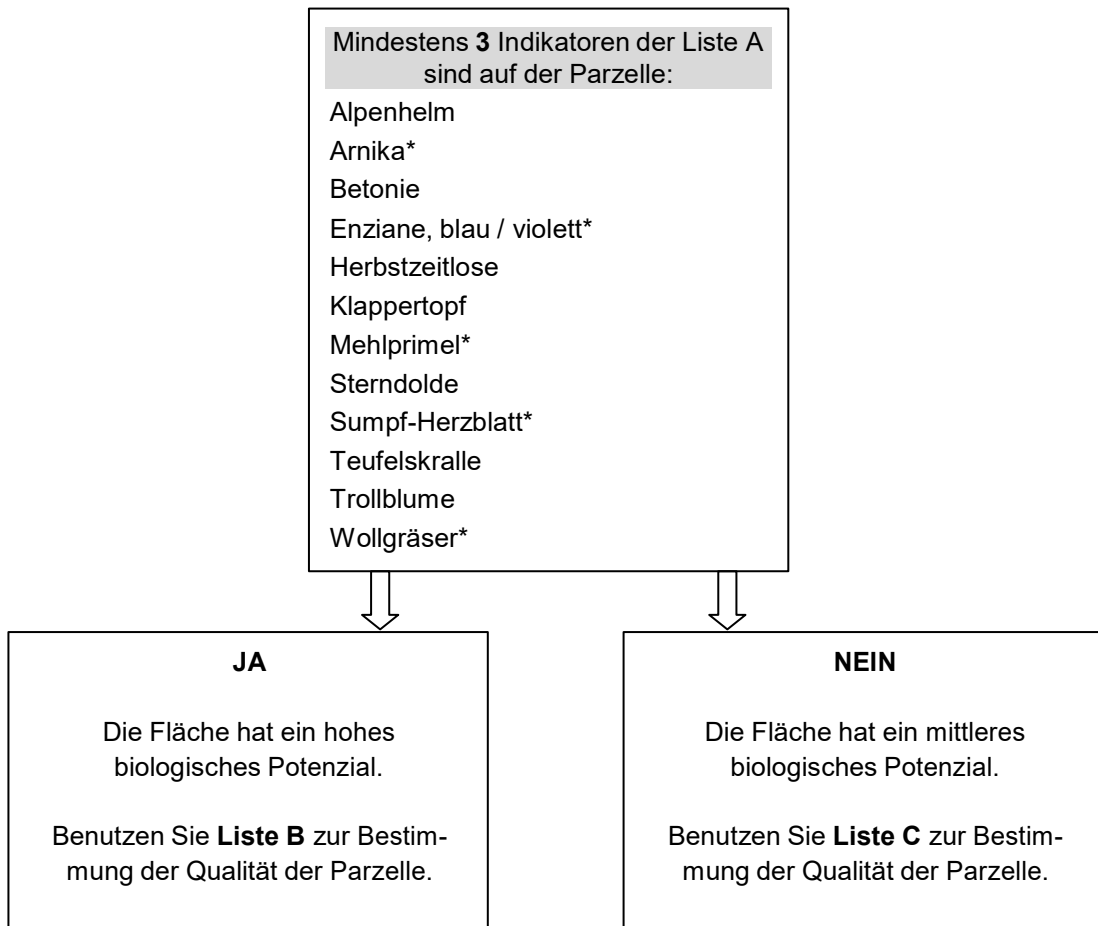 Mindestens 3 Indikatoren der Liste A
sind auf der Parzelle:
Alpenhelm
Arnika*
Betonie
Enziane, blau / violett*
Herbstzeitlose
Klappertopf
Mehlprimel*
Sterndolde
Sumpf-Herzblatt*
Teufelskralle
Trollblume
Wollgräser*
JA
Die Fläche hat ein hohes
biologisches Potenzial.
Benutzen Sie Liste B zur Bestim-
mung der Qualität der Parzelle.
NEIN
Die Fläche hat ein mittleres
biologisches Potenzial.
Benutzen Sie Liste C zur Bestim-
mung der Qualität der Parzelle.